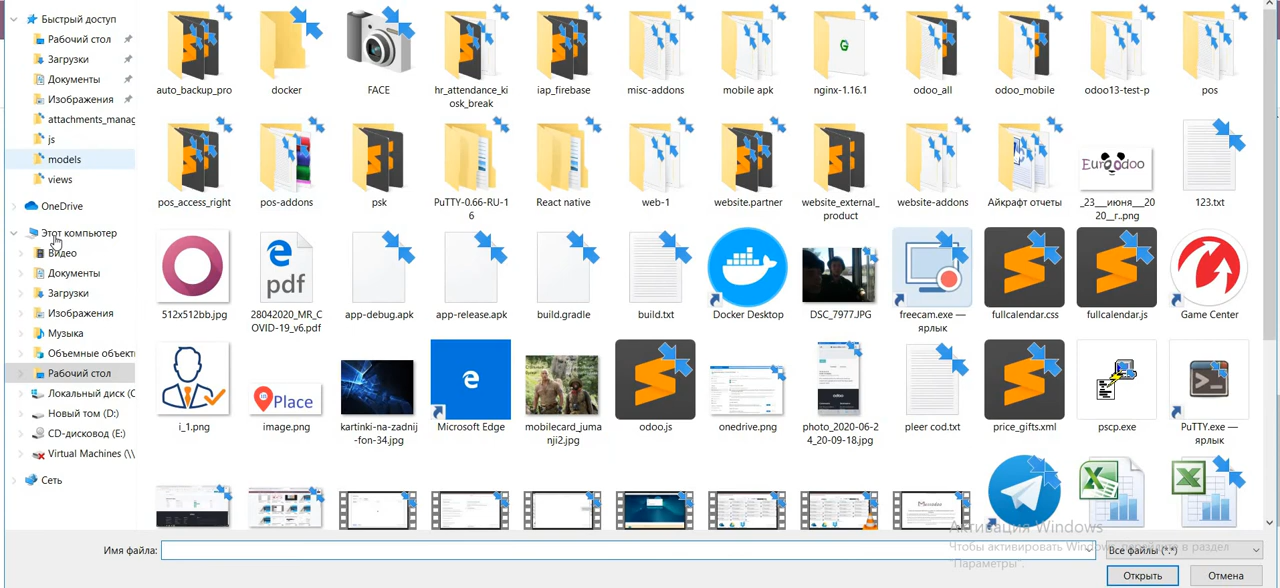 Быстрый доступ
Рабочий стол
Загрузки
Документы
Изображения
attachments_manag
js
models
views
OneDrive
Этот компьютер
Видео
Документы
Загрузки
Изображения
Музыка
Объемные объект
Рабочий стол
Локальный диск (C
Новый том (D:)
CD-дисковод (E:)
Virtual Machines (\\
Сеть
auto_backup_pro
docker
FACE
hr_attendance_ki
osk_break
iap_firebase
misc-addons
mobile apk
nginx-1.16.1
odoo_all
odoo_mobile
odoo13-test-p
pos
pos_access_right
pos-addons
psk
PuTTY-0.66-RU-1
6
React native
web-1
website.partner
website_external_
product
website-addons
Айкрафт отчеты
Euroodoo
_23___июня___20
20__г..png
123.txt
512x512bb.jpg
pdf
28042020_MR_C
OVID-19_v6.pdf
app-debug.apk
app-release.apk
build.gradle
build.txt
Docker Desktop
DSC_7977.JPG
freecam.exe —
ярлык
fullcalendar.css
fullcalendar.js
Game Center
i_1.png
Place
image.png
kartinki-na-zadnij
-fon-34.jpg
Microsoft Edge
mobilecard_juma
nji2.jpg
odoo.js
onedrive.png
photo_2020-06-2
4_20-09-18.jpg
pleer cod.txt
price_gifts.xml
pscp.exe
PuTTY.exe —
ярлык
Активация Windows
Чтобы активировать Windows, перейдите в раздел
"Параметры".
Имя файла:
Все файлы (*.*)
Открыть
Отмена